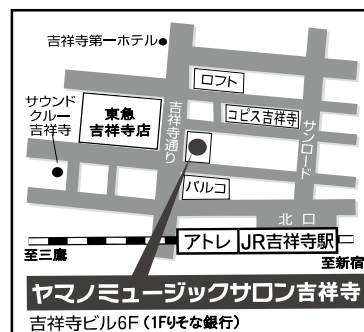 吉祥寺第一ホテル
ロフト
サウンド
クルー
吉祥寺
東急
吉祥寺店
吉祥寺通り
コピス吉祥寺
サンロード
パルコ
北口
アトレ
JR吉祥寺駅
至三鷹
至新宿
ヤマノミュージックサロン吉祥寺
吉祥寺ビル6F (1Fりそな銀行)